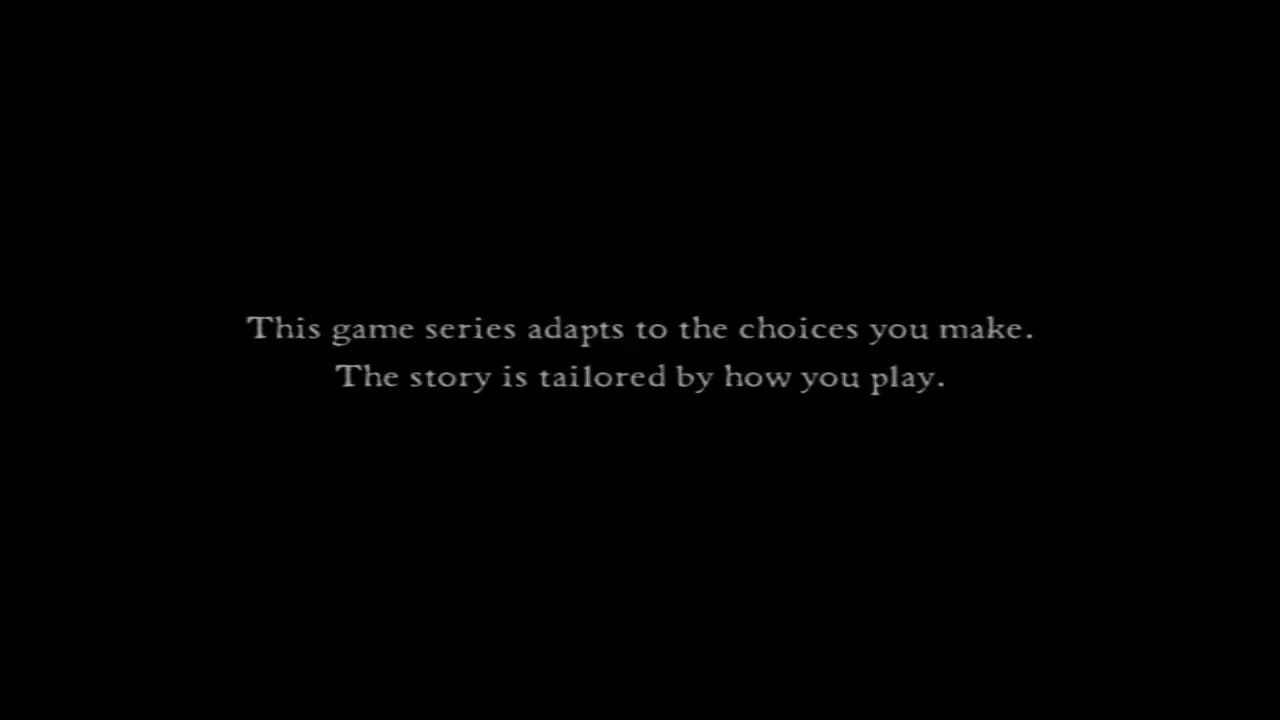 This game series adapts to the choices you make.
The story is tailored by how you play.